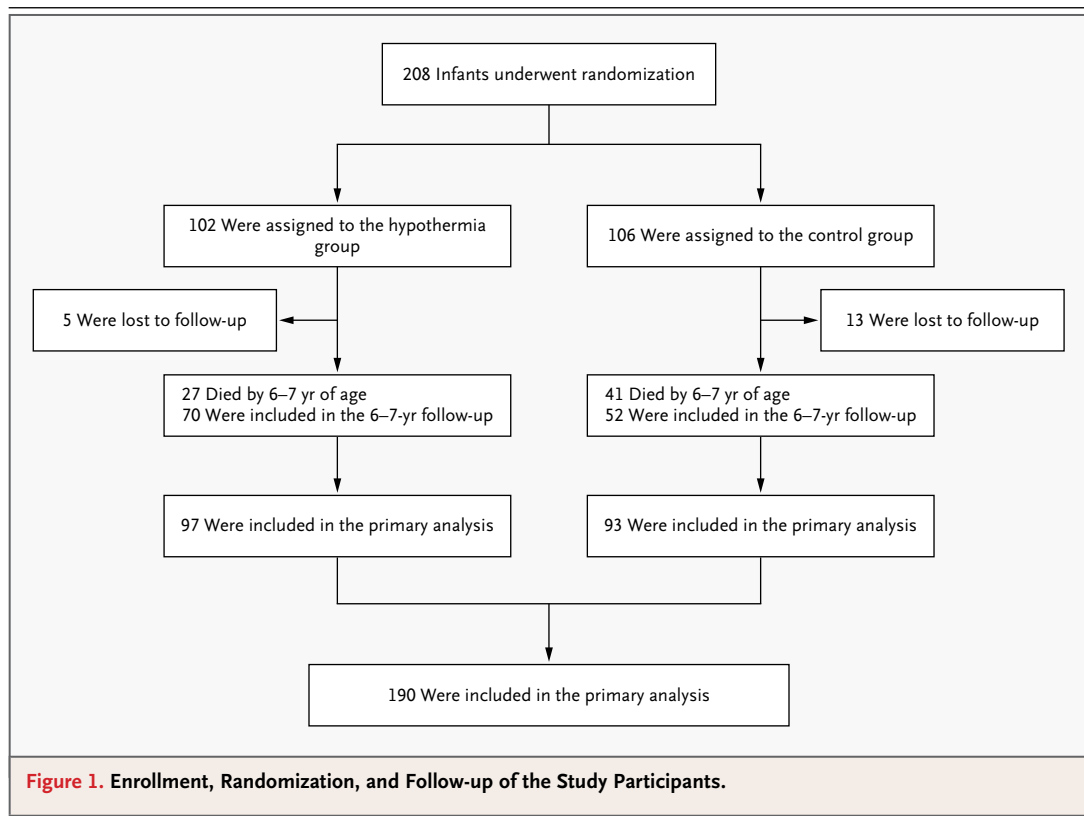 208 Infants underwent randomization
102 Were assigned to the hypothermia
group
106 Were assigned to the control group
5 Were lost to follow-up
13 Were lost to follow-up
27 Died by 6–7 yr of age
70 Were included in the 6–7-yr follow-up
41 Died by 6–7 yr of age
52 Were included in the 6–7-yr follow-up
97 Were included in the primary analysis
93 Were included in the primary analysis
190 Were included in the primary analysis
Figure 1. Enrollment, Randomization, and Follow-up of the Study Participants.